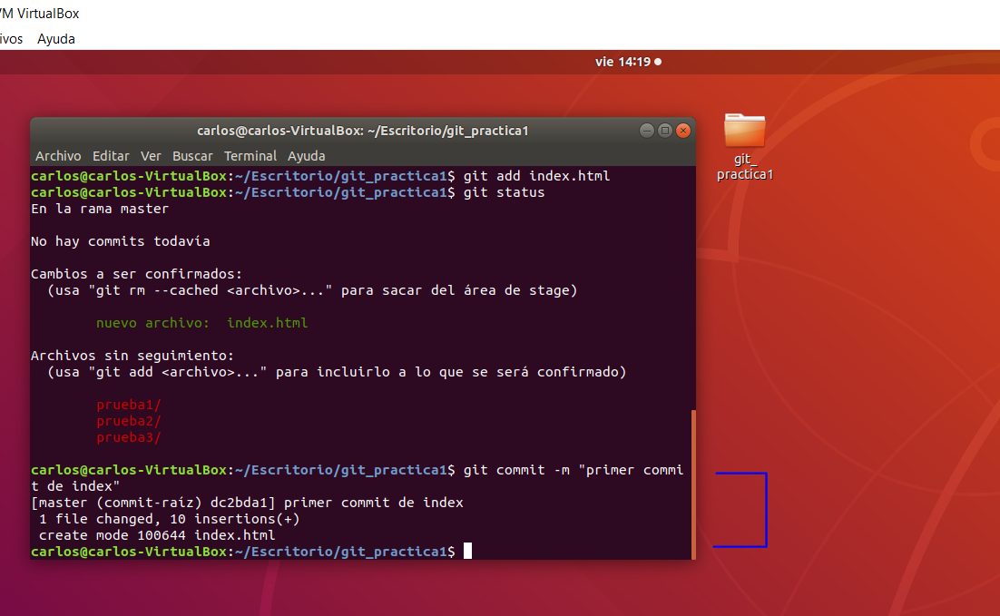 VM VirtualBox
ivos Ayuda
vie 14:19
carlos@carlos-VirtualBox: ~/Escritorio/git_practica1
Archivo Editar Ver Buscar Terminal Ayuda
git_
practica1
carlos@carlos-VirtualBox:~/Escritorio/git_practica1$ git add index.html
carlos@carlos-VirtualBox:~/Escritorio/git_practica1$ git status
En la rama master
No hay commits todavía
Cambios a ser confirmados:
(usa "git rm --cached <archivo>..." para sacar del área de stage)
nuevo archivo: index.html
Archivos sin seguimiento:
(usa "git add <archivo>..." para incluirlo a lo que se será confirmado)
prueba1/
prueba2/
prueba3/
carlos@carlos-VirtualBox:~/Escritorio/git_practica1$ git commit -m "primer commi
t de index"
[master (commit-raíz) dc2bda1] primer commit de index
1 file changed, 10 insertions(+)
create mode 100644 index.html
carlos@carlos-VirtualBox:~/Escritorio/git_practica1$